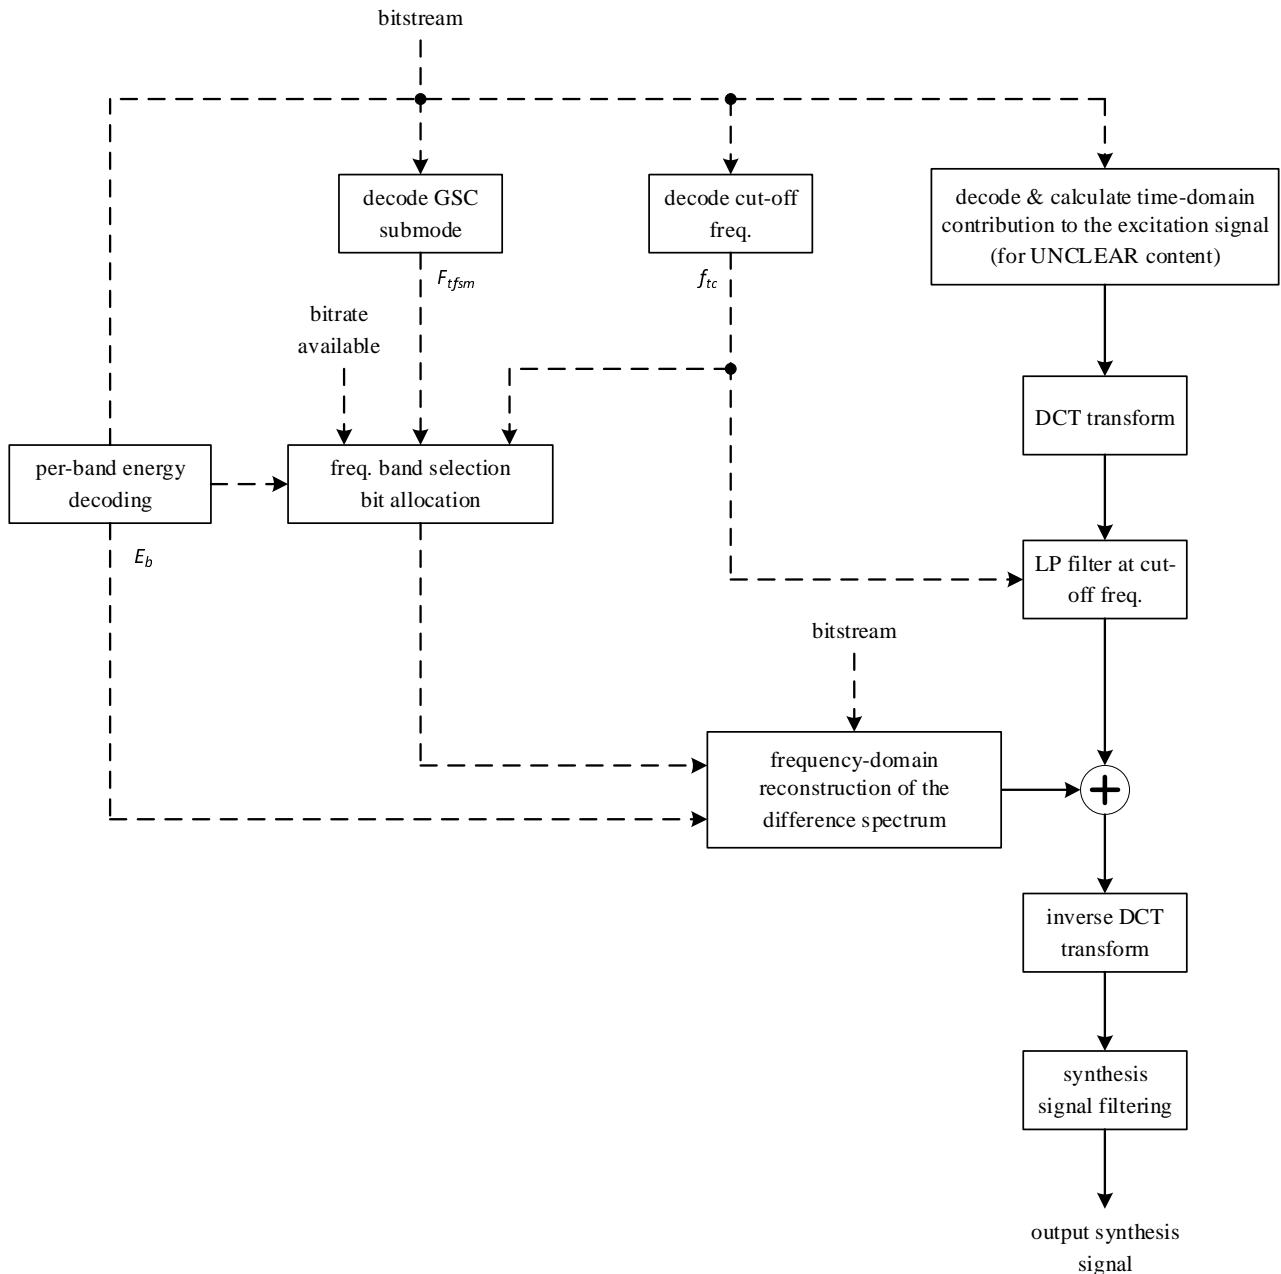 bitstream
decode GSC
submode
decode cut-off
freq.
decode & calculate time-domain
contribution to the excitation signal
(for UNCLEAR content)
F_tfsm
f_tc
bitrate
available
DCT transform
per-band energy
decoding
freq. band selection
bit allocation
E_b
LP filter at cut-
off freq.
bitstream
frequency-domain
reconstruction of the
difference spectrum
+
inverse DCT
transform
synthesis
signal filtering
output synthesis
signal